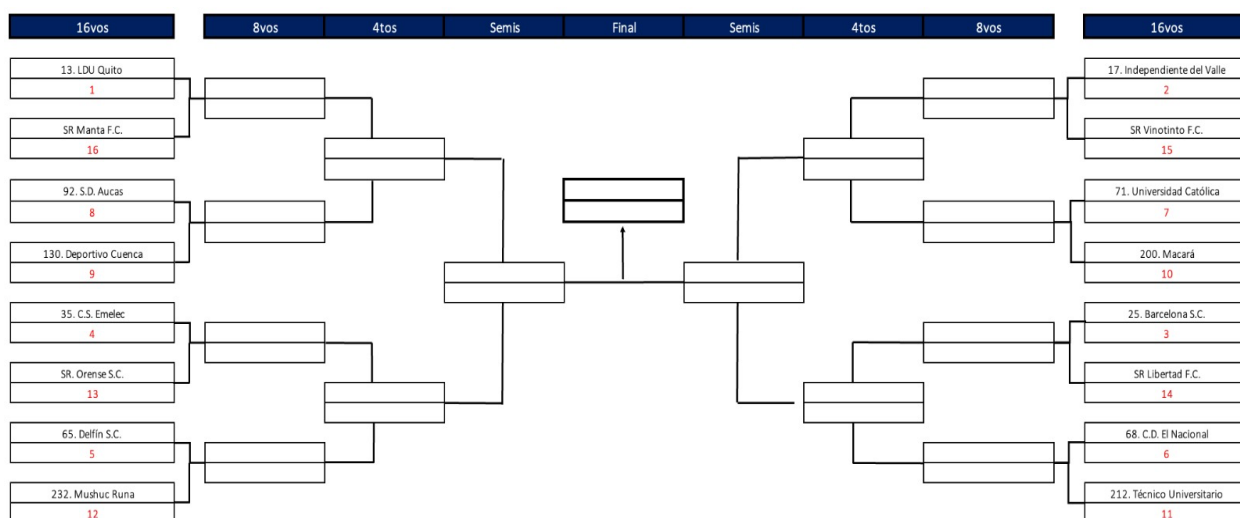 16vos 8vos 4tos Semis Final Semis 4tos 8vos 16vos
13. LDU Quito
1
SR Manta F.C.
16
92. S.D. Aucas
8
130. Deportivo Cuenca
9
35. C.S. Emelec
4
SR. Orense S.C.
13
65. Delfín S.C.
5
232. Mushuc Runa
12
17. Independiente del Valle
2
SR Vinotinto F.C.
15
71. Universidad Católica
7
200. Macará
10
25. Barcelona S.C.
3
SR Libertad F.C.
14
68. C.D. El Nacional
6
212. Técnico Universitario
11